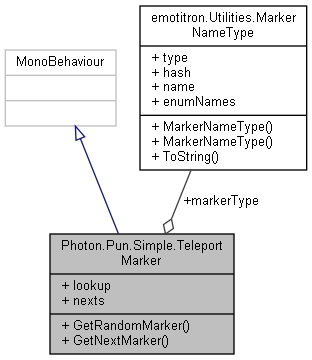 MonoBehaviour
emotitron.Utilities.Marker
NameType
+ type
+ hash
+ name
+ enumNames
+ MarkerNameType()
+ MarkerNameType()
+ ToString()
+markerType
Photon.Pun.Simple.Teleport
Marker
+ lookup
+ nexts
+ GetRandomMarker()
+ GetNextMarker()